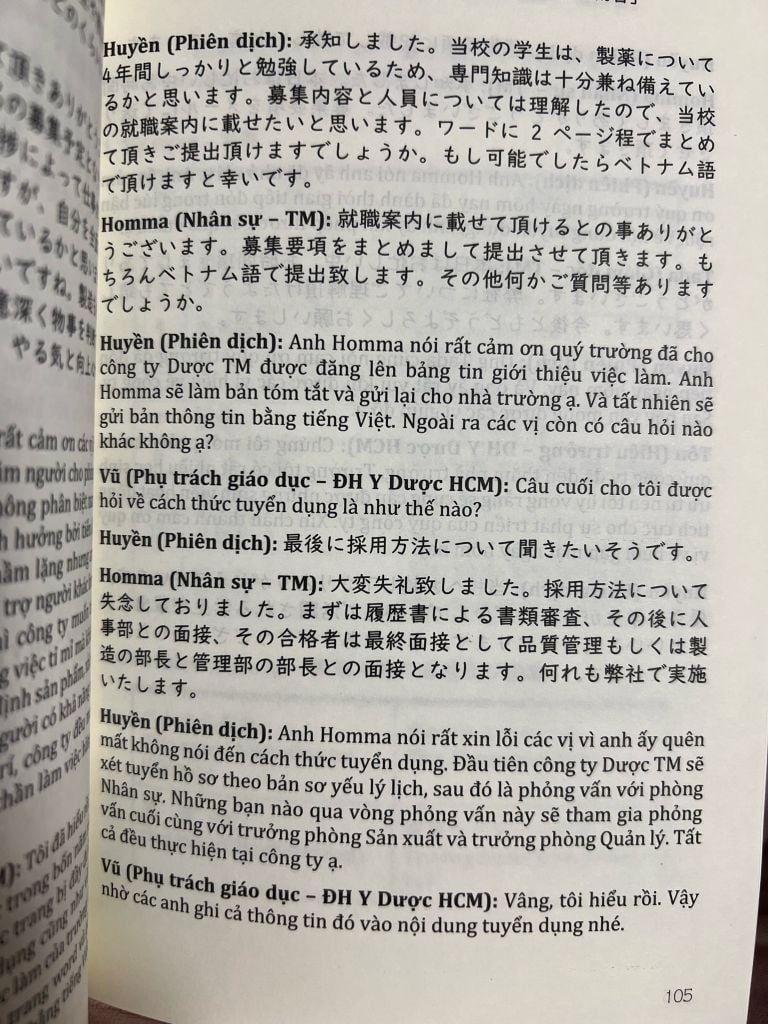 Huyền (Phiên dịch): 承知しました。当校の学生は、製薬について
4年間しっかりと勉強しているため、専門知識は十分兼ね備えてい
るかと思います。募集内容と人員については理解したので、当校
の就職案内に載せたいと思います。ワードに 2 ページ程でまとめ
て頂きご提出頂けますでしょうか。もし可能でしたらベトナム語
で頂けますと幸いです。
Homma (Nhân sự – TM): 就職案内に載せて頂けるとの事ありがと
うございます。募集要項をまとめまして提出させて頂きます。も
ちろんベトナム語で提出致します。その他何かご質問等あります
でしょうか。
Huyền (Phiên dịch): Anh Homma nói rất cảm ơn quý trường đã cho
công ty Dược TM được đăng lên bảng tin giới thiệu việc làm. Anh
Homma sẽ làm bản tóm tắt và gửi lại cho nhà trường ạ. Và tất nhiên sẽ
gửi bản thông tin bằng tiếng Việt. Ngoài ra các vị còn có câu hỏi nào
khác không ạ?
Vũ (Phụ trách giáo dục – ĐH Y Dược HCM): Câu cuối cho tôi được
hỏi về cách thức tuyển dụng là như thế nào?
Huyền (Phiên dịch): 最後に採用方法について聞きたいそうです。
Homma (Nhân sự – TM): 大変失礼致しました。採用方法について
失念しておりました。まずは履歴書による書類審査、その後に人
事部との面接、その合格者は最終面接として品質管理もしくは製
造の部長と管理部の部長との面接となります。何れも弊社で実施
いたします。
Huyền (Phiên dịch): Anh Homma nói rất xin lỗi các vị vì anh ấy quên
mất không nói đến cách thức tuyển dụng. Đầu tiên công ty Dược TM sẽ
xét tuyển hồ sơ theo bản sơ yếu lý lịch, sau đó là phỏng vấn với phòng
Nhân sự. Những bạn nào qua vòng phỏng vấn này sẽ tham gia phỏng
vấn cuối cùng với trưởng phòng Sản xuất và trưởng phòng Quản lý. Tất
cả đều thực hiện tại công ty ạ.
Vũ (Phụ trách giáo dục – ĐH Y Dược HCM): Vâng, tôi hiểu rồi. Vậy
nhờ các anh ghi cả thông tin đó vào nội dung tuyển dụng nhé.
105